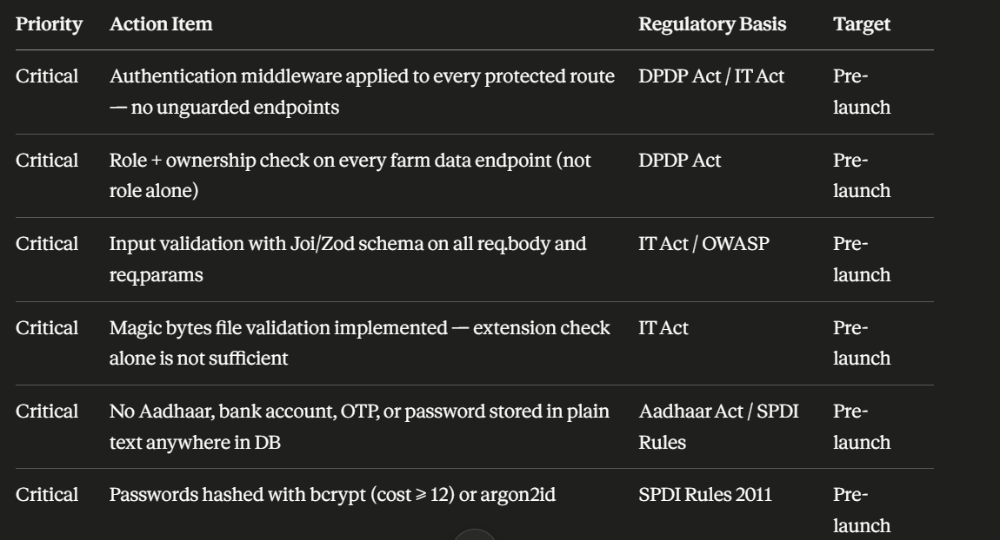 Priority Action Item Regulatory Basis Target
Critical Authentication middleware applied to every protected route DPDP Act / IT Act Pre-
— no unguarded endpoints launch
Critical Role + ownership check on every farm data endpoint (not DPDP Act Pre-
role alone) launch
Critical Input validation with Joi/Zod schema on all req.body and IT Act / OWASP Pre-
req.params launch
Critical Magic bytes file validation implemented — extension check IT Act Pre-
alone is not sufficient launch
Critical No Aadhaar, bank account, OTP, or password stored in plain Aadhaar Act / SPDI Pre-
text anywhere in DB Rules launch
Critical Passwords hashed with bcrypt (cost ≥ 12) or argon2id SPDI Rules 2011 Pre-
launch